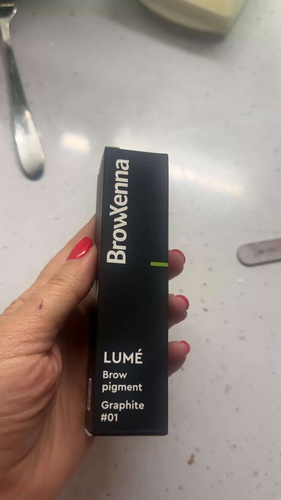 BrowXenna
LUMÉ
Brow
pigment
Graphite
#01